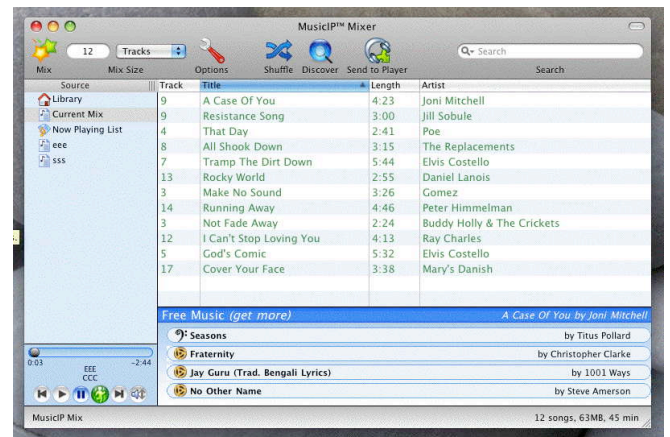 MusicIP™ Mixer
12 Tracks Q Search
Mix Mix Size Options Shuffle Discover Send to Player Search
Source Track Title Length Artist
Library 9 A Case Of You 4:23 Joni Mitchell
Current Mix 9 Resistance Song 3:00 Jill Sobule
Now Playing List 4 That Day 2:41 Poe
eee 8 All Shook Down 3:15 The Replacements
sss 7 Tramp The Dirt Down 5:44 Elvis Costello
13 Rocky World 2:55 Daniel Lanois
3 Make No Sound 3:26 Gomez
14 Running Away 4:46 Peter Himmelman
3 Not Fade Away 2:24 Buddy Holly & The Crickets
12 I Can't Stop Loving You 4:13 Ray Charles
5 God's Comic 5:32 Elvis Costello
17 Cover Your Face 3:38 Mary's Danish
Free Music (get more) A Case Of You by Joni Mitchell
Seasons by Titus Pollard
Fraternity by Christopher Clarke
Jay Guru (Trad. Bengali Lyrics) by 1001 Ways
No Other Name by Steve Amerson
0:03 -2:44
EEE
CCC
MusicIP Mix 12 songs, 63MB, 45 min